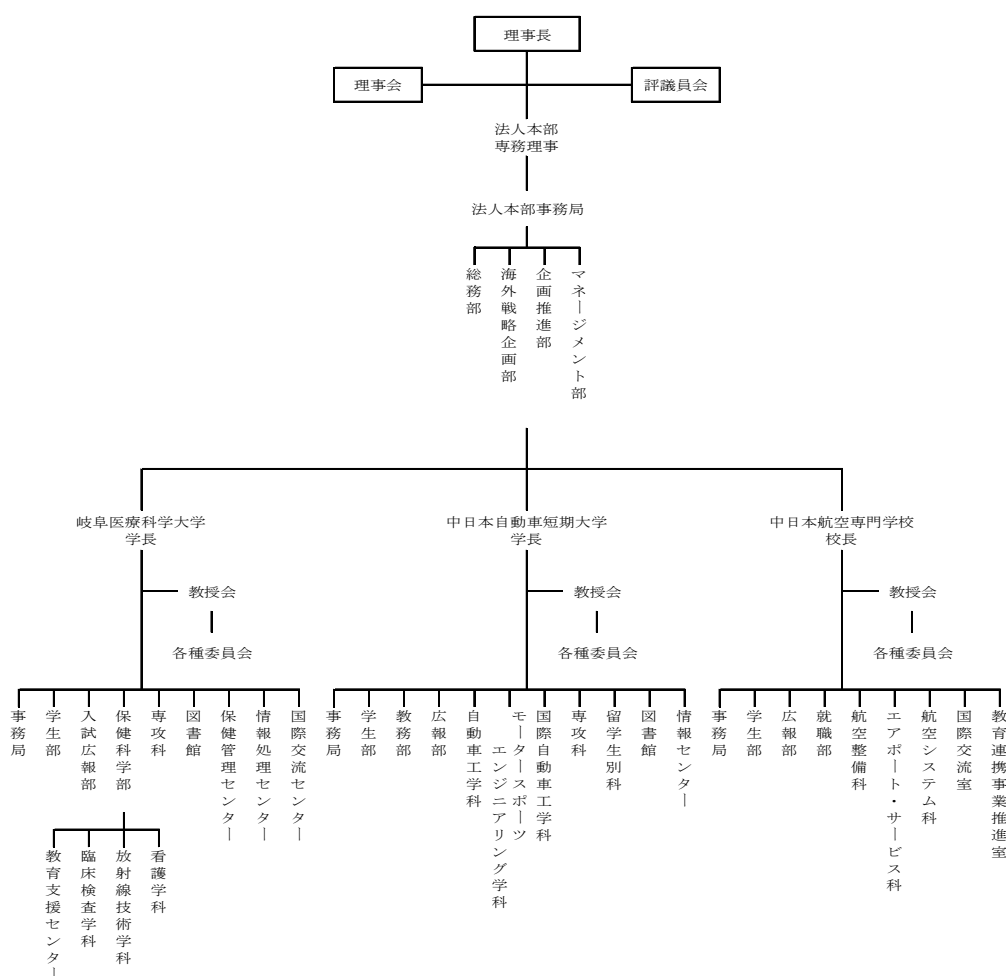 理事長
理事会
評議員会
法人本部
専務理事
法人本部事務局
総務部
海外戦略企画部
企画推進部
マネージメント部
岐阜医療科学大学
学長
中日本自動車短期大学
学長
中日本航空専門学校
校長
教授会
教授会
教授会
各種委員会
各種委員会
各種委員会
事務局
学生部
入試広報部
保健科学部
専攻科
図書館
保健管理センター
情報処理センター
国際交流センター
事務局
学生部
教務部
広報部
自動車工学科
モータースポーツ
エンジニアリング学科
国際自動車工学科
専攻科
留学生別科
図書館
情報センター
事務局
学生部
広報部
就職部
航空整備科
エアポート・サービス科
航空システム科
国際交流室
教育連携事業推進室
教育支援センター
臨床検査学科
放射線技術学科
看護学科